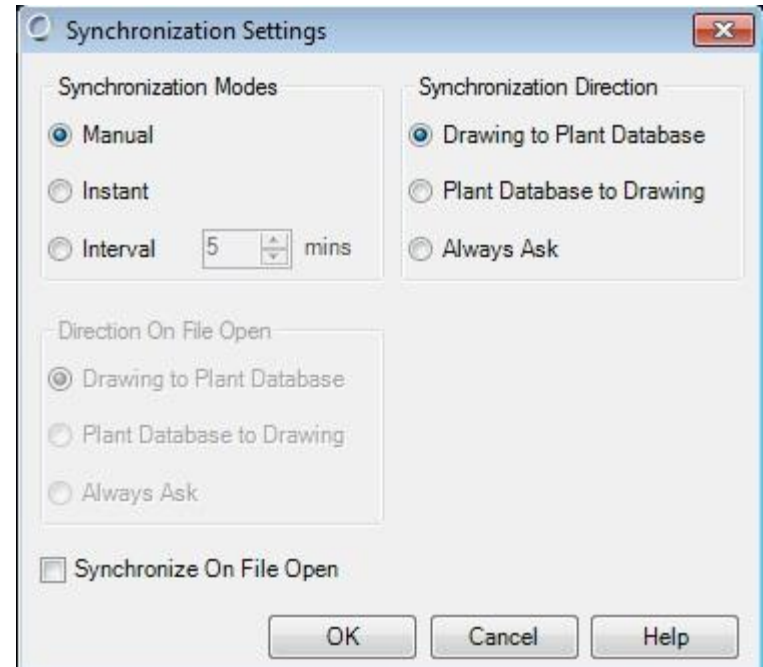 Synchronization Settings
Synchronization Modes
Manual
Instant
Interval 5 mins
Synchronization Direction
Drawing to Plant Database
Plant Database to Drawing
Always Ask
Direction On File Open
Drawing to Plant Database
Plant Database to Drawing
Always Ask
Synchronize On File Open
OK Cancel Help